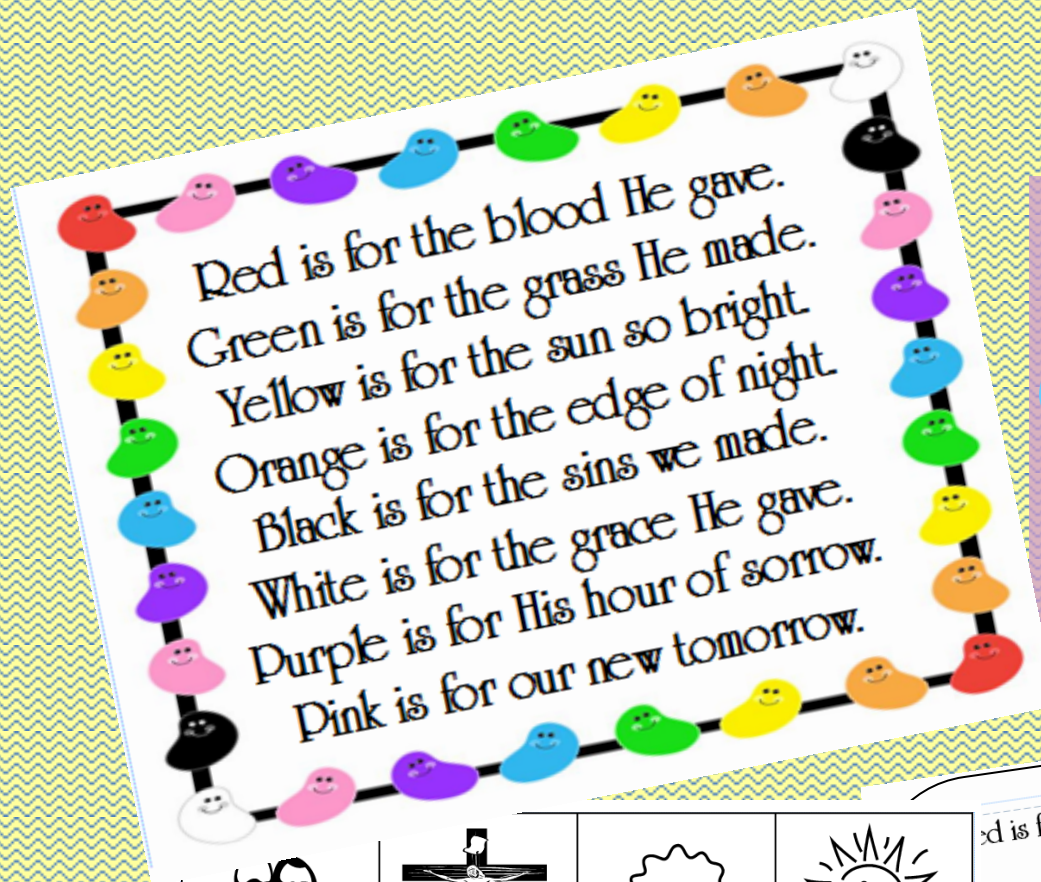 Red is for the blood He gave.
Green is for the grass He made.
Yellow is for the sun so bright.
Orange is for the edge of night.
Black is for the sins we made.
White is for the grace He gave.
Purple is for His hour of sorrow.
Pink is for our new tomorrow.
is